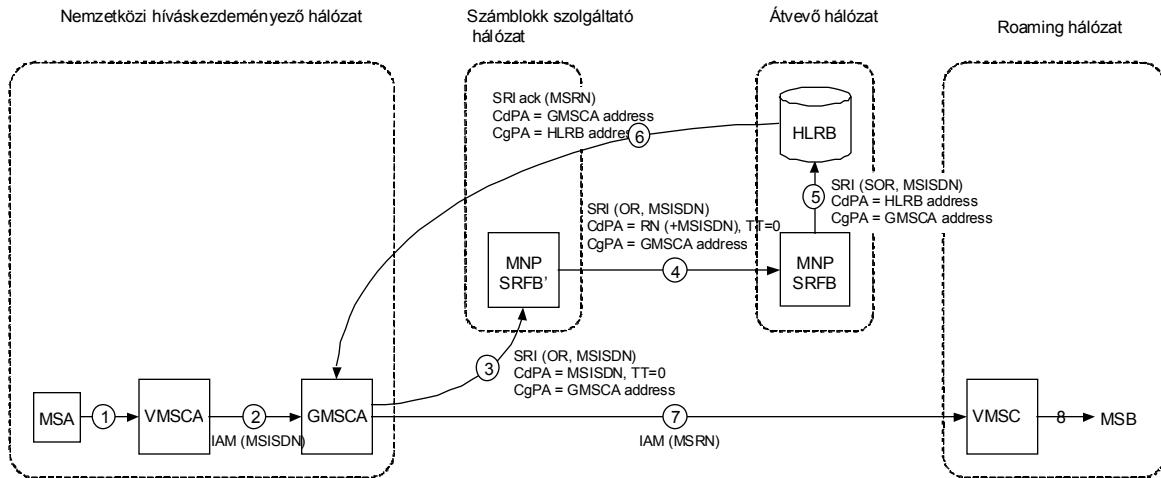 Nemzetközi híváskezdeményező hálózat
Számblokk szolgáltató
hálózat
Átvevő hálózat
Roaming hálózat
SRI ack (MSRN)
CdPA = GMSCA address
CgPA = HLRB address
6
HLRB
5
SRI (SOR, MSISDN)
CdPA = HLRB address
CgPA = GMSCA address
SRI (OR, MSISDN)
CdPA = RN (+MSISDN), TT=0
CgPA = GMSCA address
MNP
SRFB'
4
MNP
SRFB
3
SRI (OR, MSISDN)
CdPA = MSISDN, TT=0
CgPA = GMSCA address
MSA
1
VMSCA
2
IAM (MSISDN)
GMSCA
7
IAM (MSRN)
VMSC
8
MSB